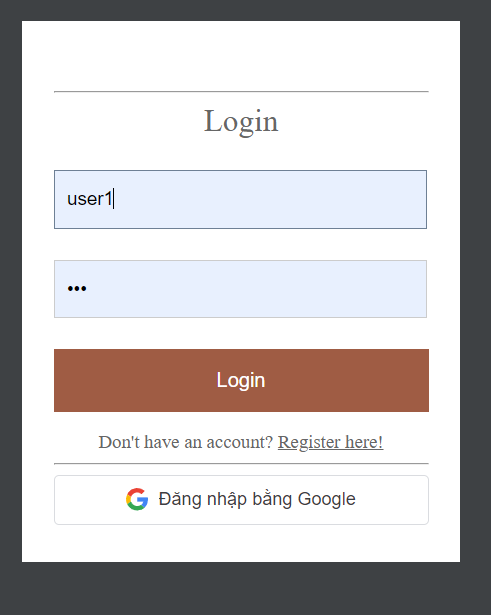 Login
user1
•••
Login
Don't have an account? Register here!
Đăng nhập bằng Google